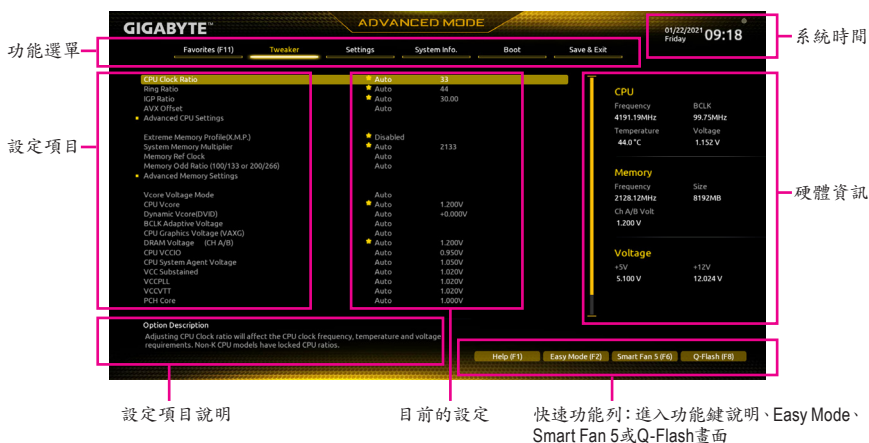 GIGABYTE™
ADVANCED MODE
01/22/2021
Friday
09:18
系統時間
功能選單
Favorites (F11) Tweaker Settings System Info. Boot Save & Exit
設定項目
CPU Clock Ratio Auto 33
Ring Ratio Auto 44
IGP Ratio Auto 30.00
AVX Offset Auto
Advanced CPU Settings
Extreme Memory Profile(X.M.P.) Disabled
System Memory Multiplier Auto 2133
Memory Ref Clock Auto
Memory Odd Ratio (100/133 or 200/266) Auto
Advanced Memory Settings
Vcore Voltage Mode Auto
CPU Vcore Auto 1.200V
Dynamic Vcore(DVID) Auto +0.000V
BCLK Adaptive Voltage Auto
CPU Graphics Voltage (VAXG) Auto
DRAM Voltage (CH A/B) Auto 1.200V
CPU VCCIO Auto 0.950V
CPU System Agent Voltage Auto 1.050V
VCC Substained Auto 1.020V
VCCPLL Auto 1.020V
VCCVTT Auto 1.020V
PCH Core Auto 1.000V
CPU
Frequency BCLK
4191.19MHz 99.75MHz
Temperature Voltage
44.0°C 1.152 V
Memory
Frequency Size
2128.12MHz 8192MB
Ch A/B Volt
1.200 V
Voltage
+5V +12V
5.100 V 12.024 V
硬體資訊
Option Description
Adjusting CPU Clock ratio will affect the CPU clock frequency, temperature and voltage
requirements. Non-K CPU models have locked CPU ratios.
Help (F1) Easy Mode (F2) Smart Fan 5 (F6) Q-Flash (F8)
設定項目說明
目前的設定
快速功能列：進入功能鍵說明、Easy Mode、
Smart Fan 5或Q-Flash畫面